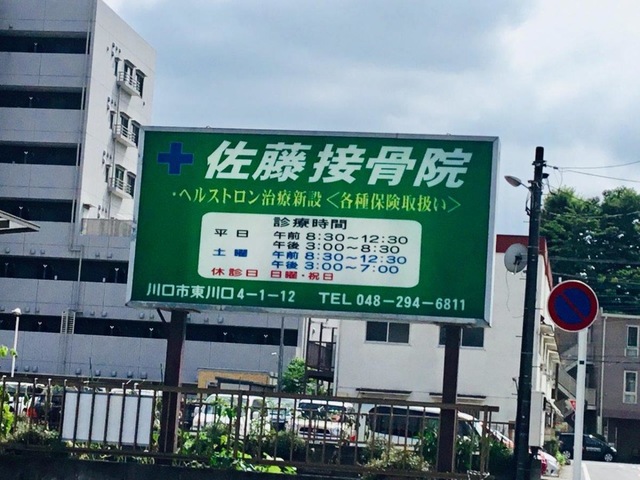 佐藤接骨院
・ヘルストロン治療新設<各種保険取扱い>
診療時間
平日 午前 8:30～12:30
午後 3:00～8:30
土曜 午前 8:30～12:30
午後 3:00～7:00
休診日 日曜・祝日
川口市東川口4-1-12 TEL 048-294-6811